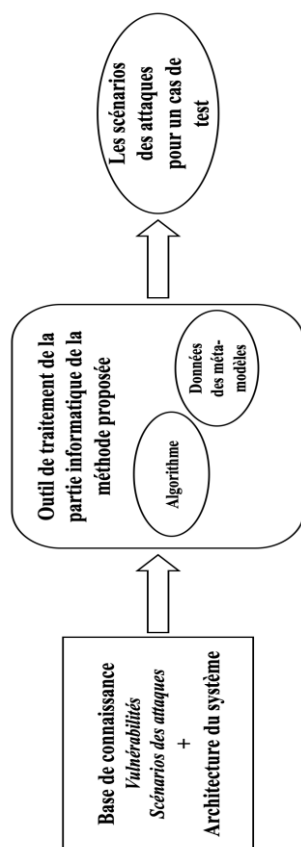 Base de connaissance
Vulnérabilités
Scénarios des attaques
+
Architecture du système
Outil de traitement de la
partie informatique de la
méthode proposée
Algorithme
Données
des méta-
modèles
Les scénarios
des attaques
pour un cas de
test